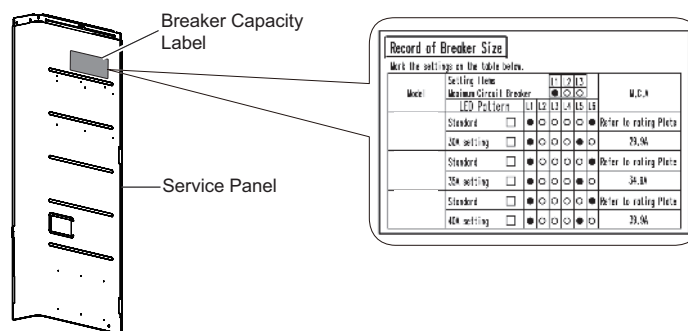 Breaker Capacity
Label
Service Panel
Record of Breaker Size
Mark the settings on the table below.
Model Setting Items L1 L2 L3 M.C.A
Maximum Circuit Breaker ● ○ ○
LED Pattern L1 L2 L3 L4 L5 L6
Standard □ ● ○ ○ ○ ○ ● Refer to rating Plate
30A setting □ ● ○ ○ ○ ● ○ 29.9A
Standard □ ● ○ ○ ○ ○ ● Refer to rating Plate
35A setting □ ● ○ ○ ○ ● ○ 34.8A
Standard □ ● ○ ○ ○ ○ ● Refer to rating Plate
40A setting □ ● ○ ○ ○ ● ○ 39.9A